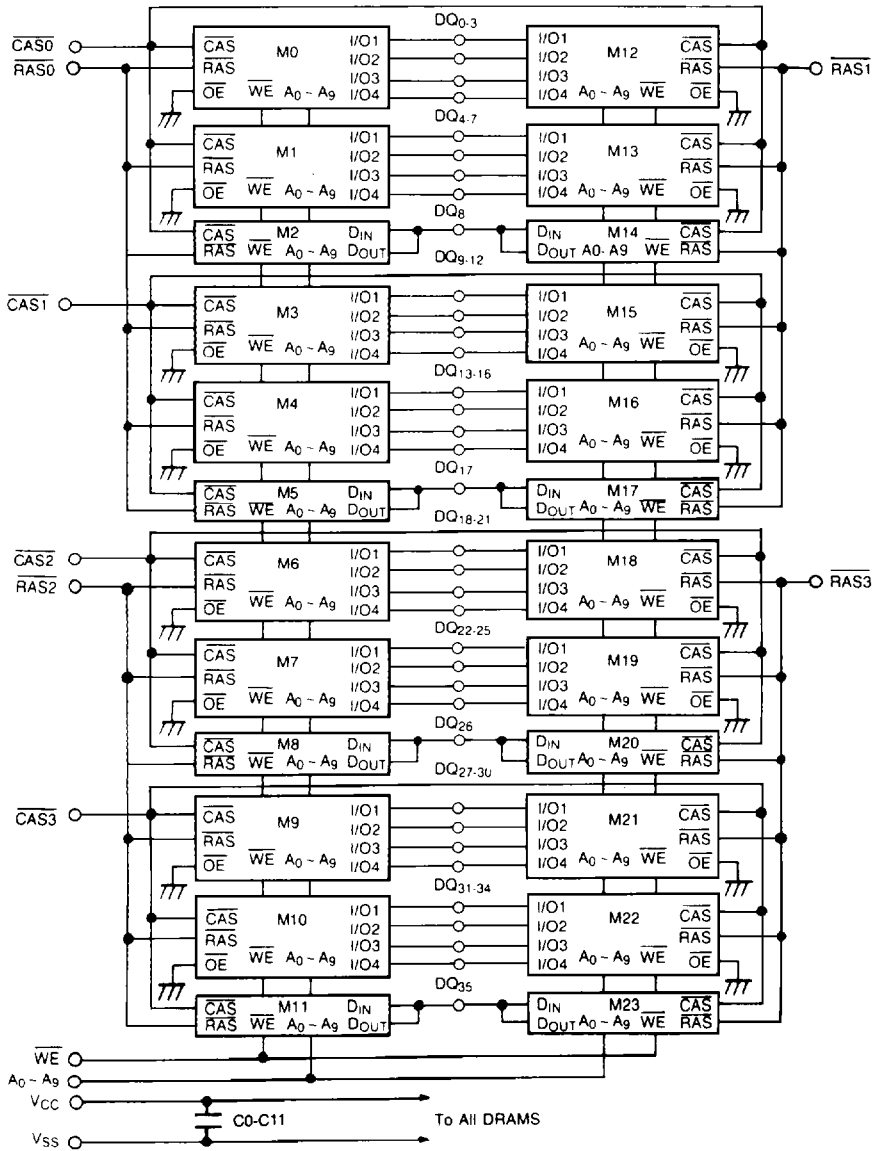 DQ0-3
CAS0 CAS M0 I/O1 I/O1 M12 CAS
RAS0 RAS I/O2 I/O2 RAS RAS1
I/O3 I/O3
OE WE A0 ~ A9 I/O4 I/O4 A0 ~ A9 WE OE
DQ4-7
CAS M1 I/O1 I/O1 M13 CAS
RAS I/O2 I/O2 RAS
I/O3 I/O3
OE WE A0 ~ A9 I/O4 I/O4 A0 ~ A9 WE OE
DQ8
CAS M2 DIN DIN M14 CAS
RAS WE A0 ~ A9 DOUT DOUT A0- A9 WE RAS
DQ9-12
CAS1 CAS M3 I/O1 I/O1 M15 CAS
RAS I/O2 I/O2 RAS
I/O3 I/O3
OE WE A0 ~ A9 I/O4 I/O4 A0 ~ A9 WE OE
DQ13-16
CAS M4 I/O1 I/O1 M16 CAS
RAS I/O2 I/O2 RAS
I/O3 I/O3
OE WE A0 ~ A9 I/O4 I/O4 A0 ~ A9 WE OE
DQ17
CAS M5 DIN DIN M17 CAS
RAS WE A0 ~ A9 DOUT DOUT A0 ~ A9 WE RAS
DQ18-21
CAS2 CAS M6 I/O1 I/O1 M18 CAS
RAS2 RAS I/O2 I/O2 RAS RAS3
I/O3 I/O3
OE WE A0 ~ A9 I/O4 I/O4 A0 ~ A9 WE OE
DQ22-25
CAS M7 I/O1 I/O1 M19 CAS
RAS I/O2 I/O2 RAS
I/O3 I/O3
OE WE A0 ~ A9 I/O4 I/O4 A0 ~ A9 WE OE
DQ26
CAS M8 DIN DIN M20 CAS
RAS WE A0 ~ A9 DOUT DOUT A0 ~ A9 WE RAS
DQ27-30
CAS3 CAS M9 I/O1 I/O1 M21 CAS
RAS I/O2 I/O2 RAS
I/O3 I/O3
OE WE A0 ~ A9 I/O4 I/O4 A0 ~ A9 WE OE
DQ31-34
CAS M10 I/O1 I/O1 M22 CAS
RAS I/O2 I/O2 RAS
I/O3 I/O3
OE WE A0 ~ A9 I/O4 I/O4 A0 ~ A9 WE OE
DQ35
CAS M11 DIN DIN M23 CAS
RAS WE A0 ~ A9 DOUT DOUT A0 ~ A9 WE RAS
WE
A0 ~ A9
VCC
C0-C11 To All DRAMS
VSS